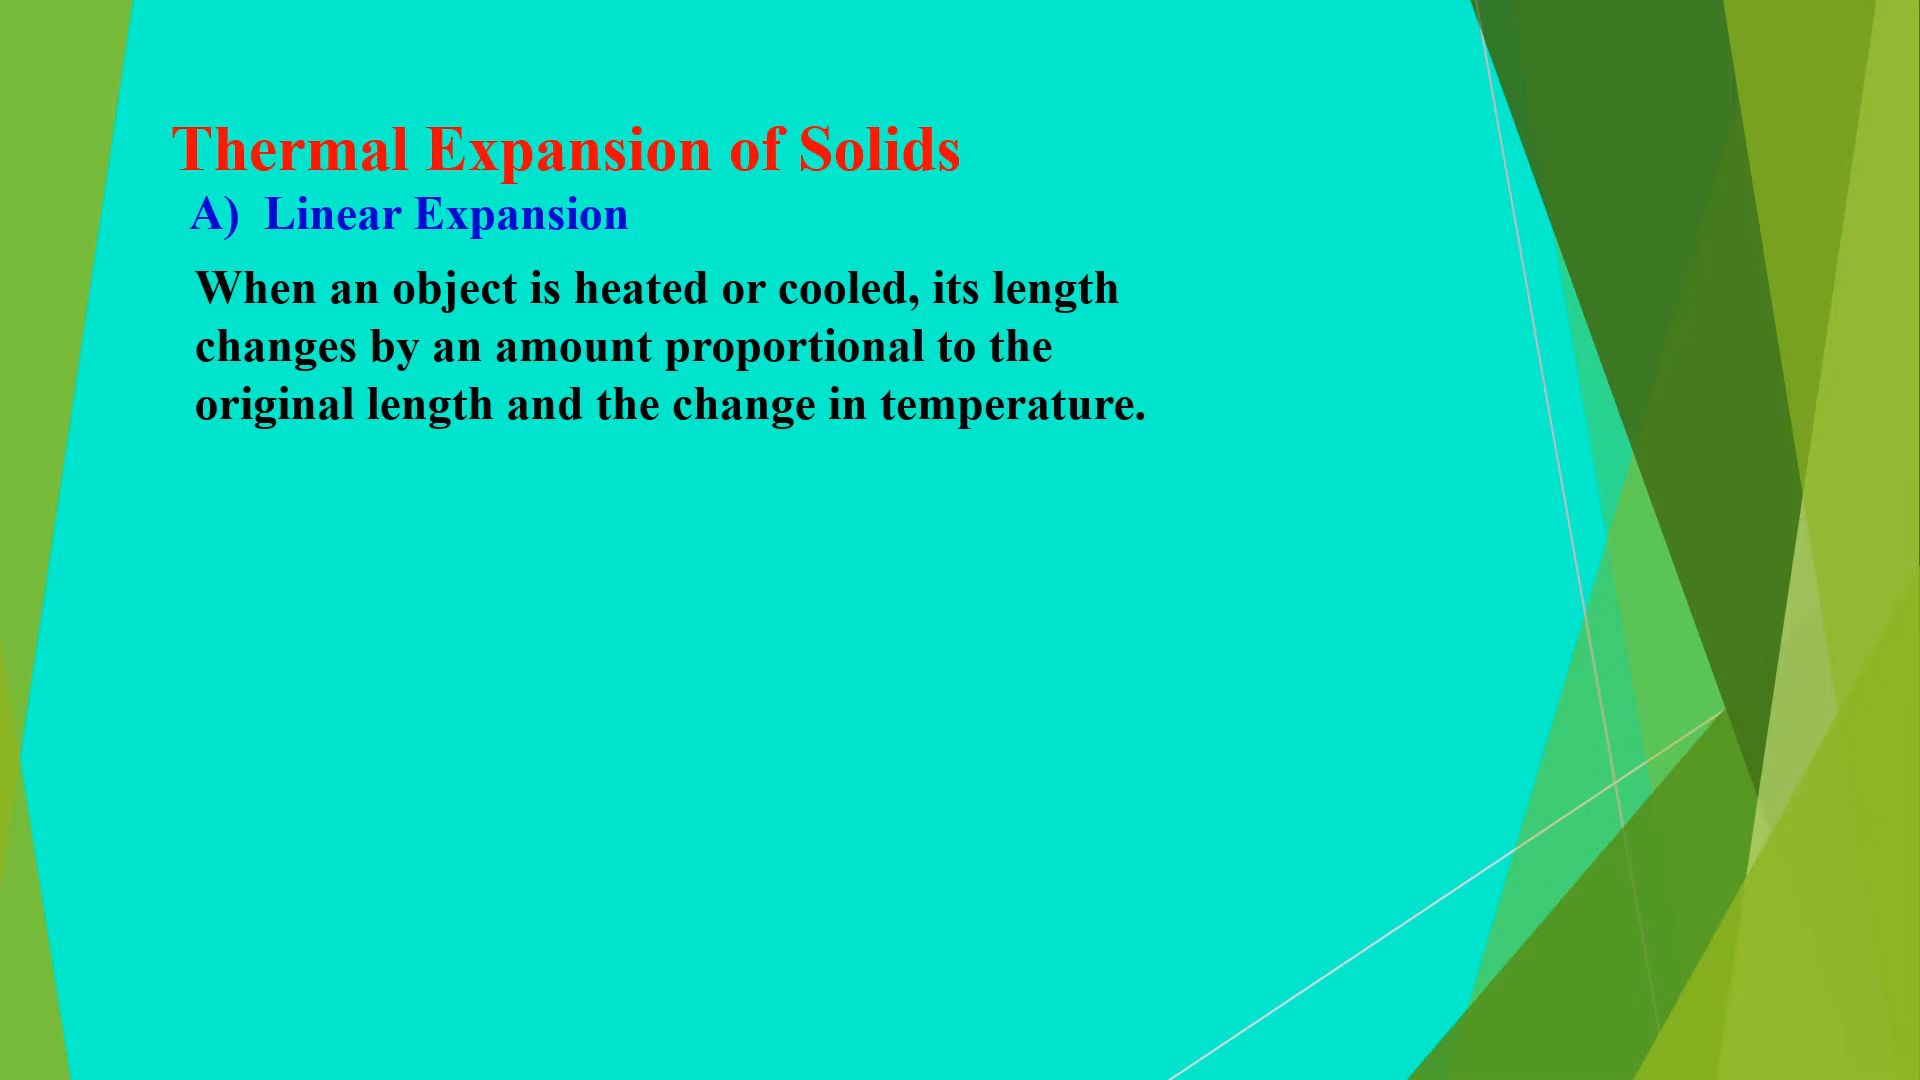 Thermal Expansion of Solids
A) Linear Expansion
When an object is heated or cooled, its length
changes by an amount proportional to the
original length and the change in temperature.